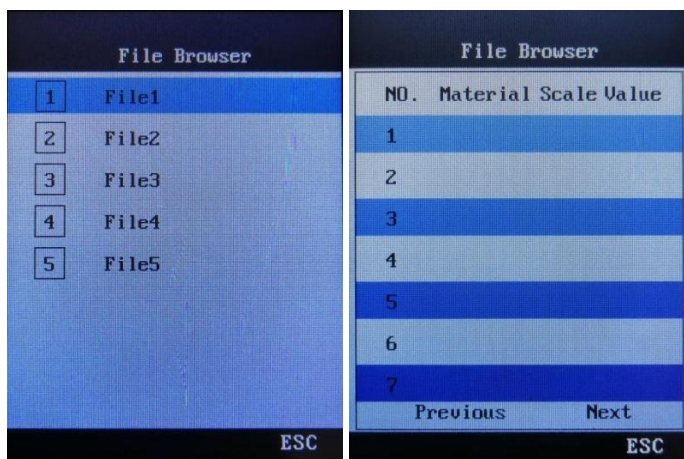 File Browser
1 File1
2 File2
3 File3
4 File4
5 File5
ESC
File Browser
NO. Material Scale Value
1
2
3
4
5
6
7
Previous Next
ESC